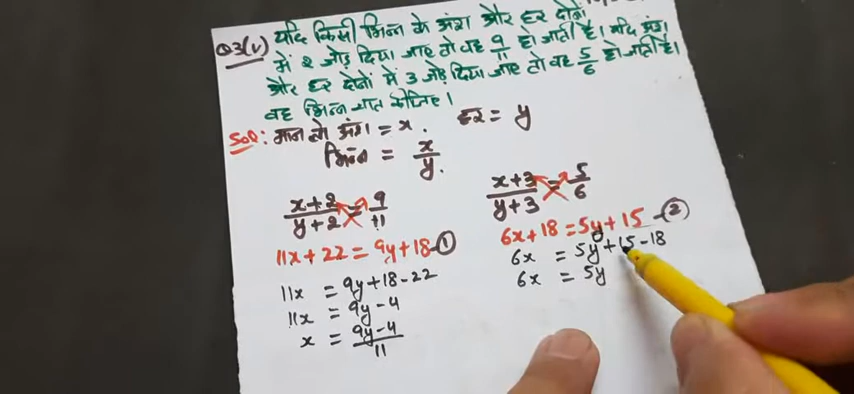 Q3(v) यदि किसी भिन्न के अंश और हर दोनों
में 2 जोड़ दिया जाए तो वह 9/11 हो जाती है। यदि अंश
और हर दोनों में 3 जोड़ दिया जाए तो वह 5/6 हो जाती है।
वह भिन्न ज्ञात कीजिए।
Sol: मान लो अंश = x. हर = y
भिन्न = x/y.
x+2/y+2 = 9/11
11x + 22 = 9y + 18 -①
11x = 9y + 18 - 22
11x = 9y - 4
x = 9y - 4/11
x+3/y+3 = 5/6
6x + 18 = 5y + 15 -②
6x = 5y + 15 - 18
6x = 5y